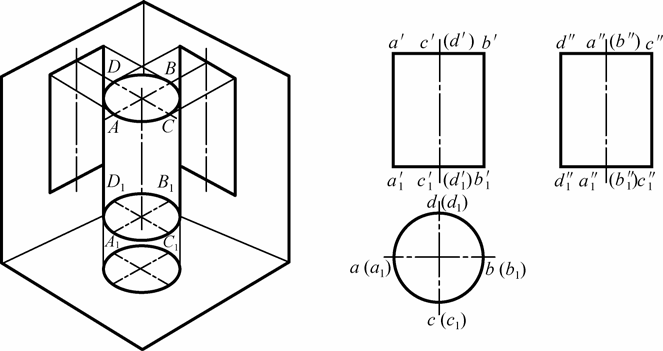 D B
A C
D₁ B₁
A₁ C₁
a′ c′ (d′) b′
a′₁ c′₁ (d′₁) b′₁
d″ a″ (b″) c″
d″₁ a″₁ (b″₁) c″₁
d (d₁)
a (a₁) b (b₁)
c (c₁)